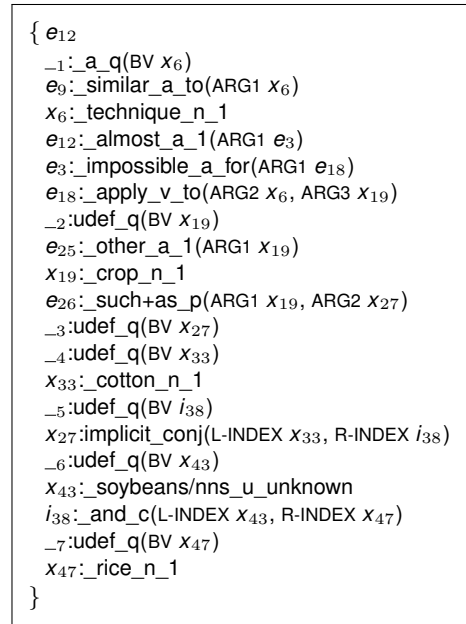 { e12
_1:_a_q(BV x6)
e9:_similar_a_to(ARG1 x6)
x6:_technique_n_1
e12:_almost_a_1(ARG1 e3)
e3:_impossible_a_for(ARG1 e18)
e18:_apply_v_to(ARG2 x6, ARG3 x19)
_2:udef_q(BV x19)
e25:_other_a_1(ARG1 x19)
x19:_crop_n_1
e26:_such+as_p(ARG1 x19, ARG2 x27)
_3:udef_q(BV x27)
_4:udef_q(BV x33)
x33:_cotton_n_1
_5:udef_q(BV i38)
x27:implicit_conj(L-INDEX x33, R-INDEX i38)
_6:udef_q(BV x43)
x43:_soybeans/nns_u_unknown
i38:_and_c(L-INDEX x43, R-INDEX x47)
_7:udef_q(BV x47)
x47:_rice_n_1
}